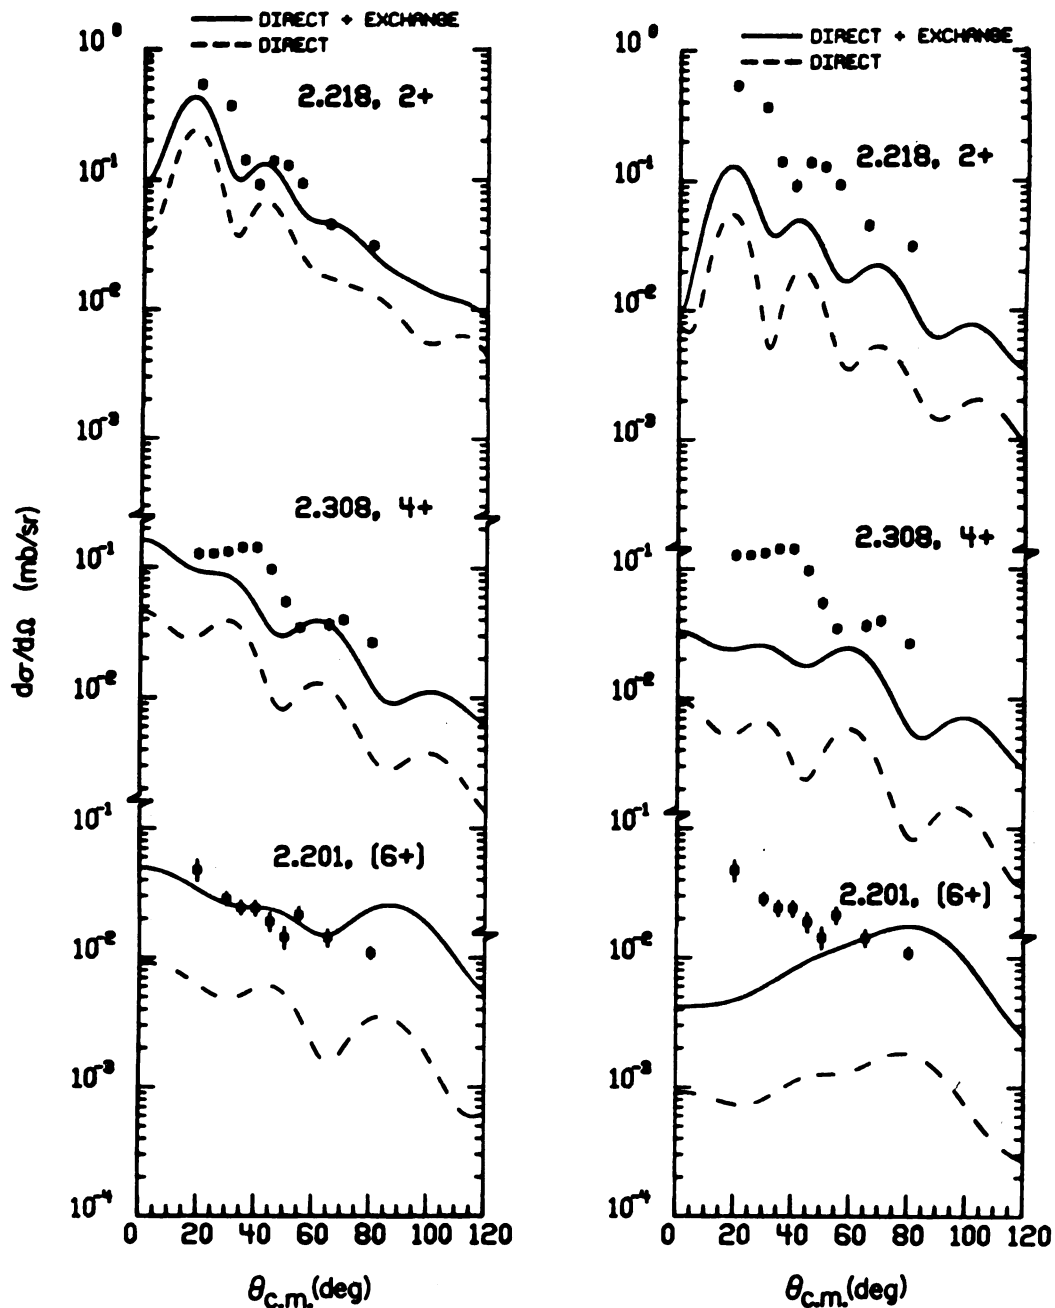 DIRECT + EXCHANGE
DIRECT
10⁰
10⁻¹
10⁻²
10⁻³
10⁻¹
10⁻²
10⁻¹
10⁻²
10⁻³
10⁻⁴
2.218, 2+
2.308, 4+
2.201, (6+)
dσ/dΩ (mb/sr)
0 20 40 60 80 100 120
θc.m.(deg)
DIRECT + EXCHANGE
DIRECT
10⁰
10⁻¹
10⁻²
10⁻³
10⁻¹
10⁻²
10⁻¹
10⁻²
10⁻³
10⁻⁴
2.218, 2+
2.308, 4+
2.201, (6+)
0 20 40 60 80 100 120
θc.m.(deg)